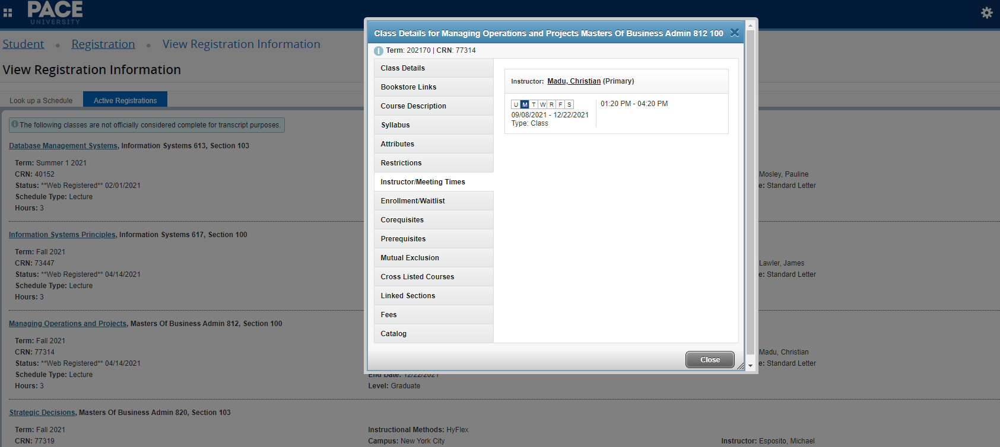 PACE
UNIVERSITY
Student • Registration • View Registration Information
View Registration Information
Look up a Schedule
Active Registrations
The following classes are not officially considered complete for transcript purposes.
Database Management Systems, Information Systems 613, Section 103
Term: Summer 1 2021
CRN: 40152
Status: **Web Registered** 02/01/2021
Schedule Type: Lecture
Hours: 3
Mosley, Pauline
e: Standard Letter
Information Systems Principles, Information Systems 617, Section 100
Term: Fall 2021
CRN: 73447
Status: **Web Registered** 04/14/2021
Schedule Type: Lecture
Hours: 3
Lawler, James
e: Standard Letter
Managing Operations and Projects, Masters Of Business Admin 812, Section 100
Term: Fall 2021
CRN: 77314
Status: **Web Registered** 04/14/2021
Schedule Type: Lecture
Hours: 3
End Date: 12/22/2021
Level: Graduate
Madu, Christian
e: Standard Letter
Strategic Decisions, Masters Of Business Admin 820, Section 103
Term: Fall 2021
CRN: 77319
Instructional Methods: HyFlex
Campus: New York City
Instructor: Esposito, Michael
Class Details for Managing Operations and Projects Masters Of Business Admin 812 100
Term: 202170 | CRN: 77314
Class Details
Bookstore Links
Course Description
Syllabus
Attributes
Restrictions
Instructor/Meeting Times
Enrollment/Waitlist
Corequisites
Prerequisites
Mutual Exclusion
Cross Listed Courses
Linked Sections
Fees
Catalog
Instructor: Madu, Christian (Primary)
U M T W R F S
09/08/2021 - 12/22/2021
Type: Class
01:20 PM - 04:20 PM
Close